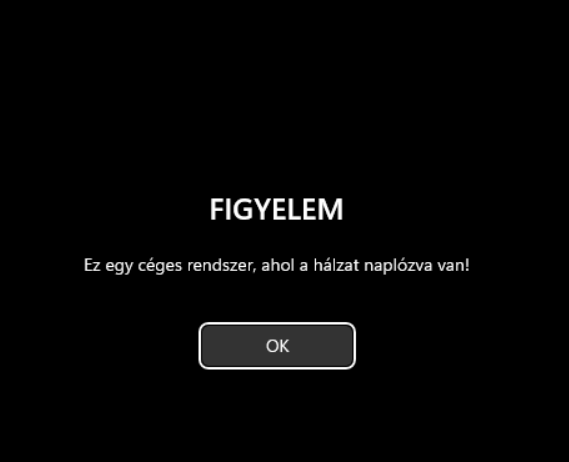 FIGYELEM
Ez egy céges rendszer, ahol a hálzat naplózva van!
OK